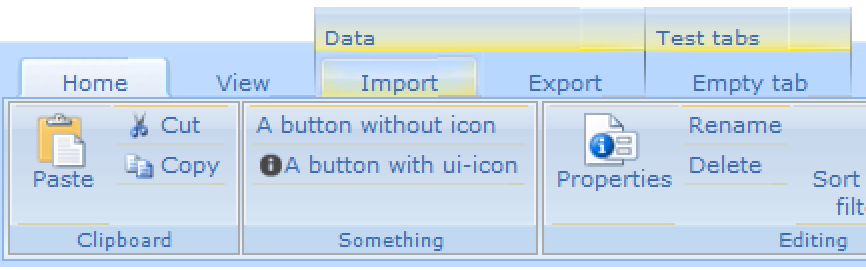 Data Test tabs
Home View Import Export Empty tab
Cut A button without icon Rename
Copy A button with ui-icon Delete
Paste Properties Sort
Clipboard Something Editing